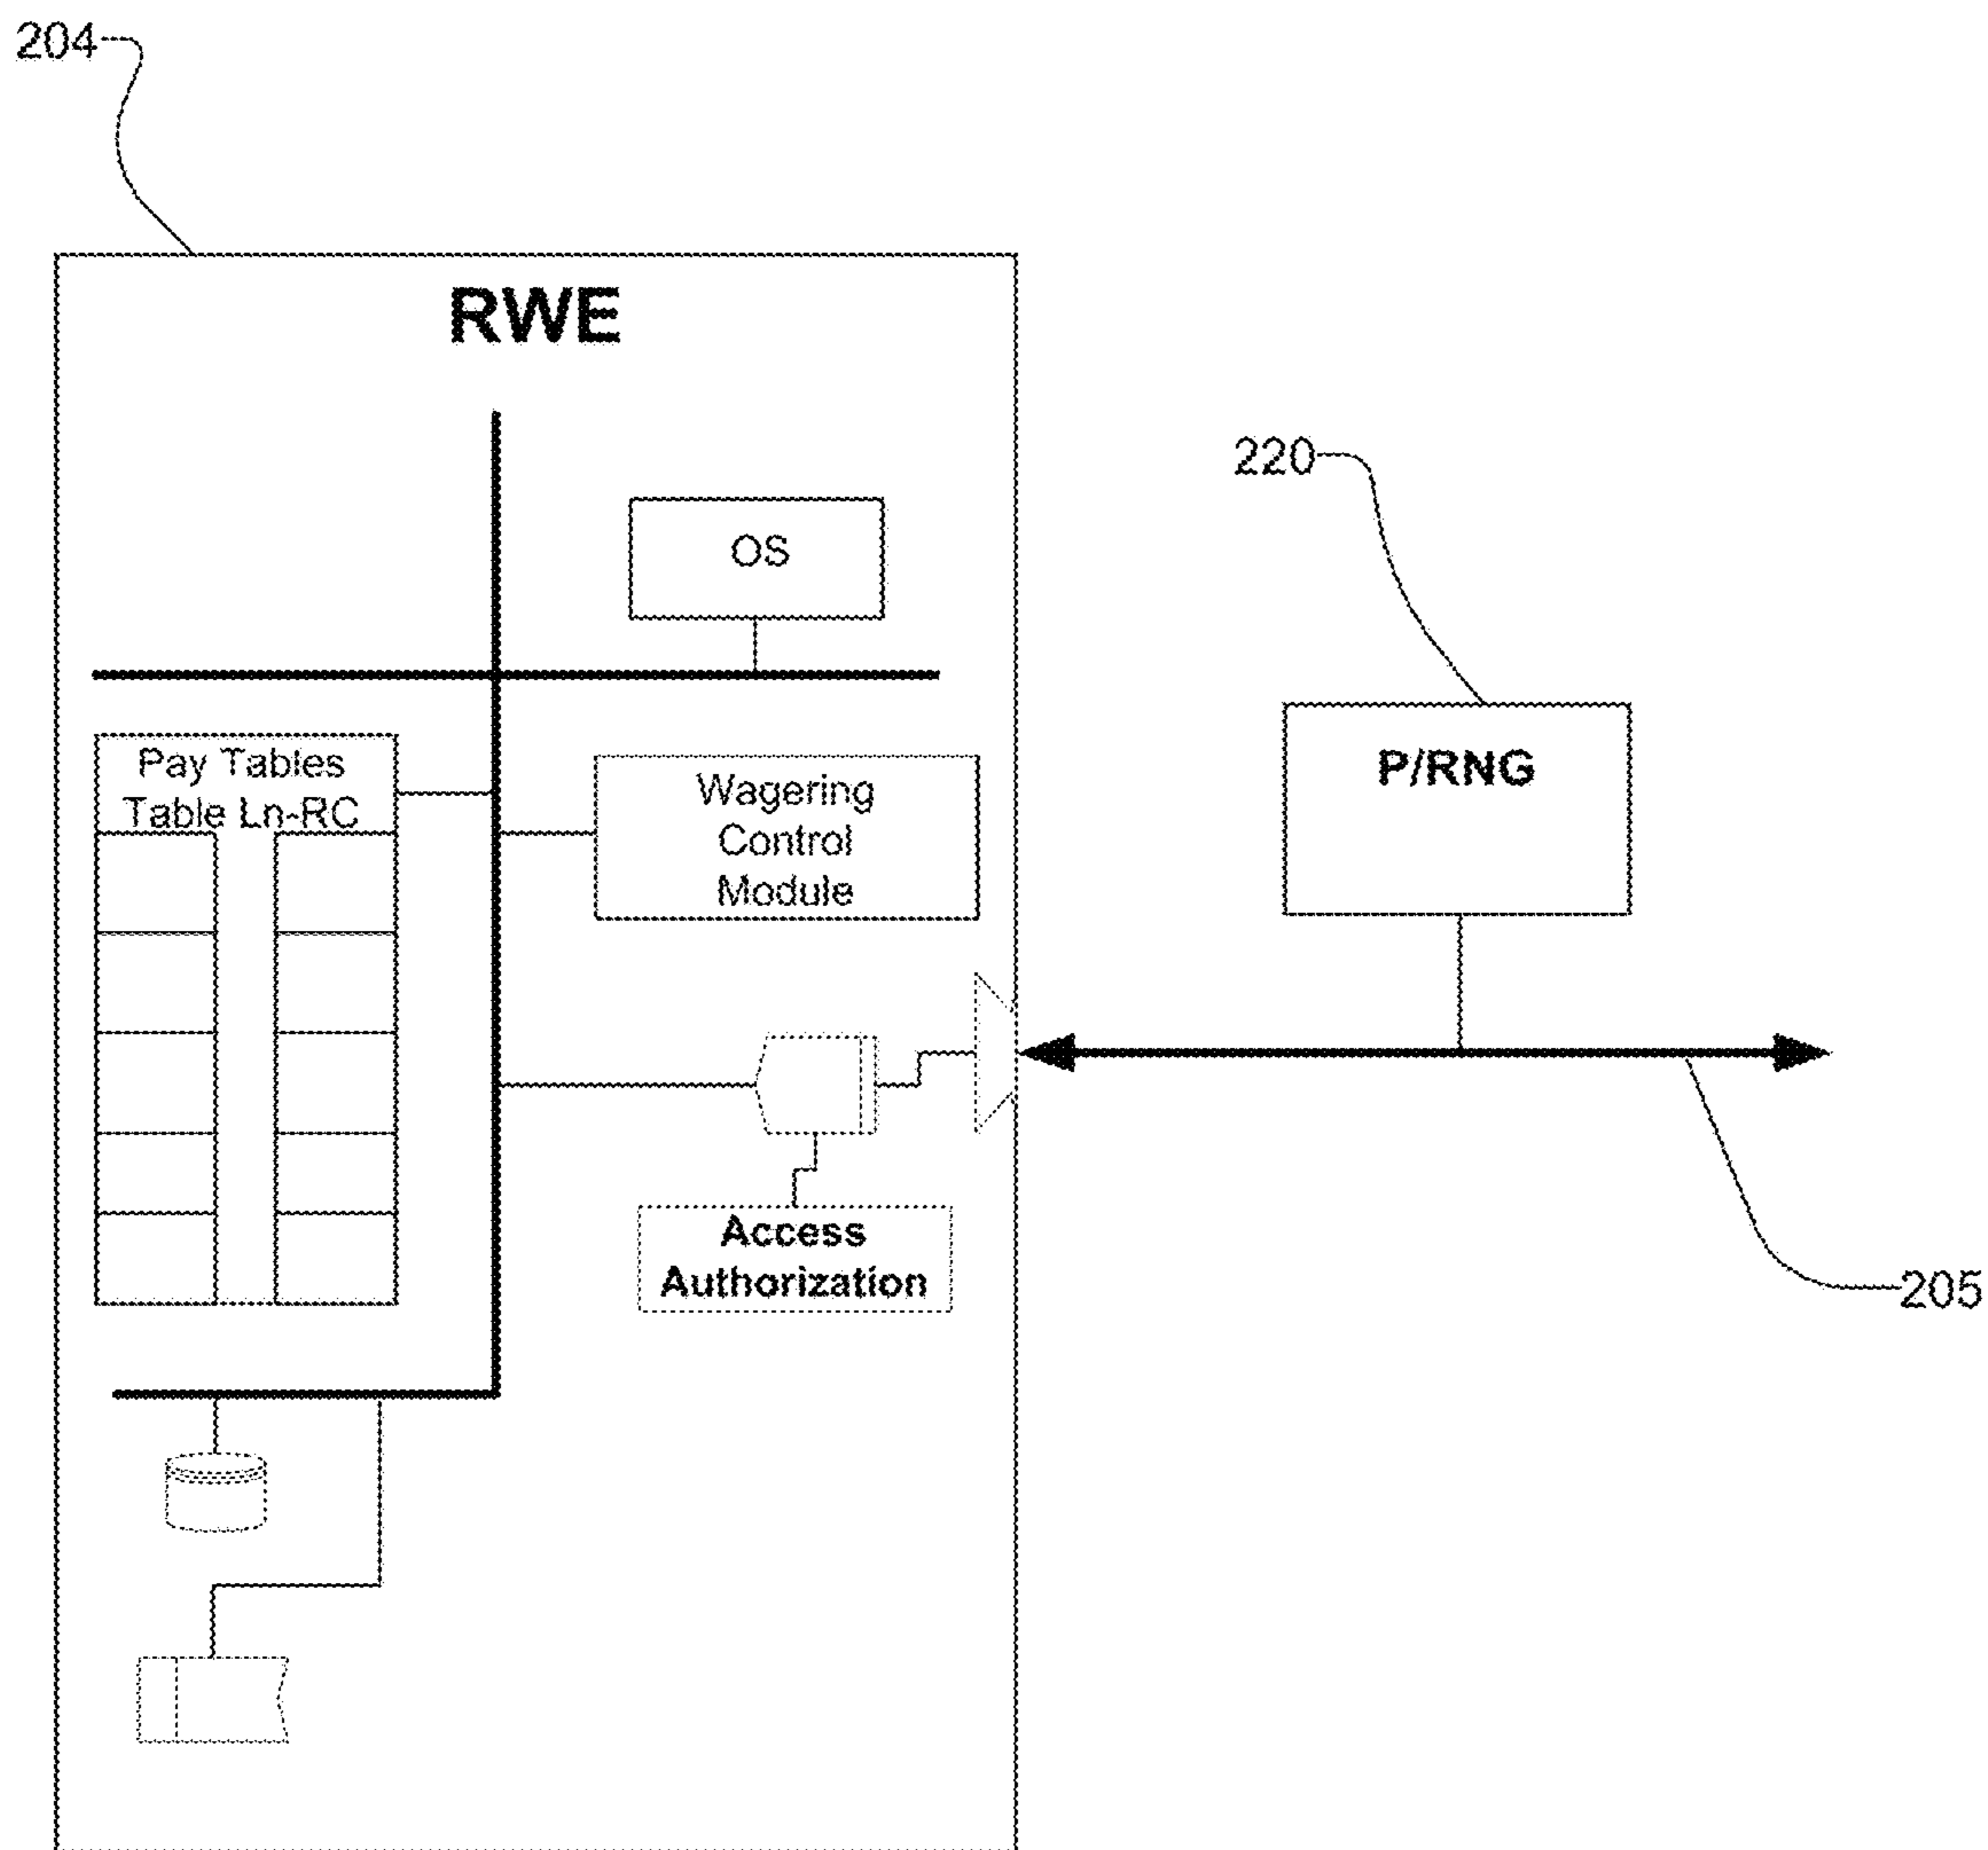 204
RWE
220
OS
P/RNG
Pay Tables
Table Ln-RC
Wagering
Control
Module
Access
Authorization
205